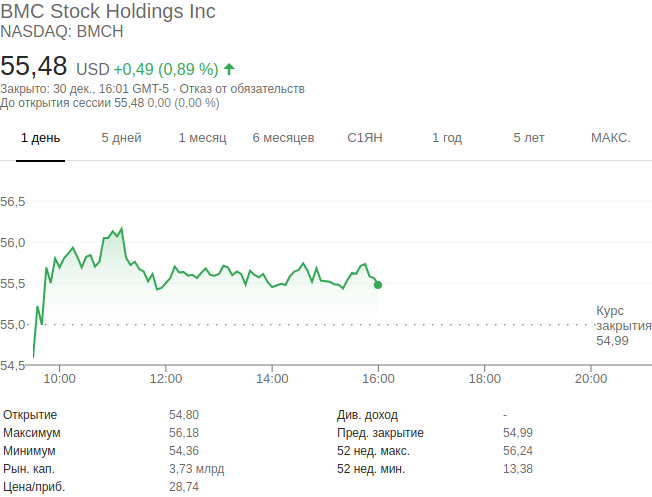 BMC Stock Holdings Inc
NASDAQ: BMCH
55,48 USD +0,49 (0,89 %)
Закрыто: 30 дек., 16:01 GMT-5 · Отказ от обязательств
До открытия сессии 55,48 0,00 (0,00 %)
1 день 5 дней 1 месяц 6 месяцев С1ЯН 1 год 5 лет МАКС.
56,5
56,0
55,5
55,0
54,5
Курс
закрытия
54,99
10:00 12:00 14:00 16:00 18:00 20:00
Открытие 54,80 Див. доход -
Максимум 56,18 Пред. закрытие 54,99
Минимум 54,36 52 нед. макс. 56,24
Рын. кап. 3,73 млрд 52 нед. мин. 13,38
Цена/приб. 28,74